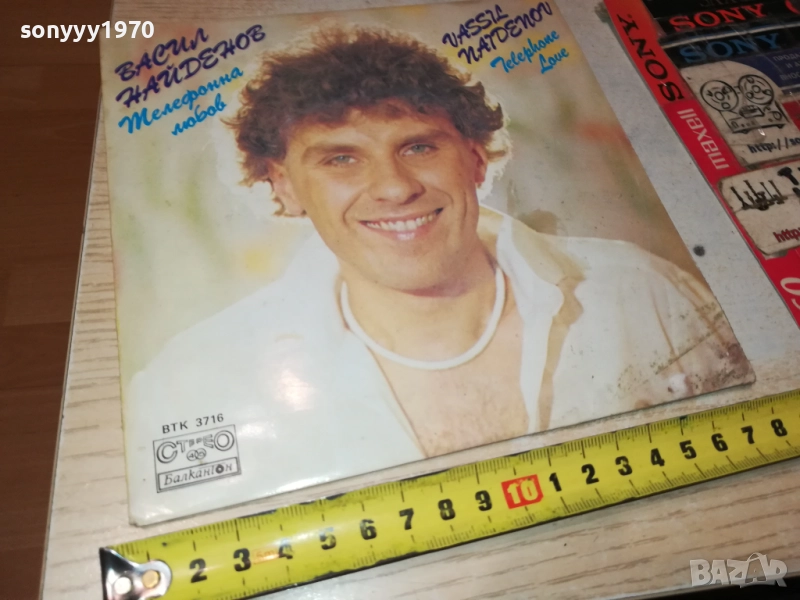 sonyyy1970
ВАСИЛ
НАЙДЕНОВ
Телефонна
любов
VASSIL
NAIDENOV
Telephone
Love
ВТК 3716
СТЕРЕО
Балкантон
SONY
SONY
SONY
maxell
2 3 4 5 6 7 8 9 10 1 2 3 4 5 6 7 8
BAZAR